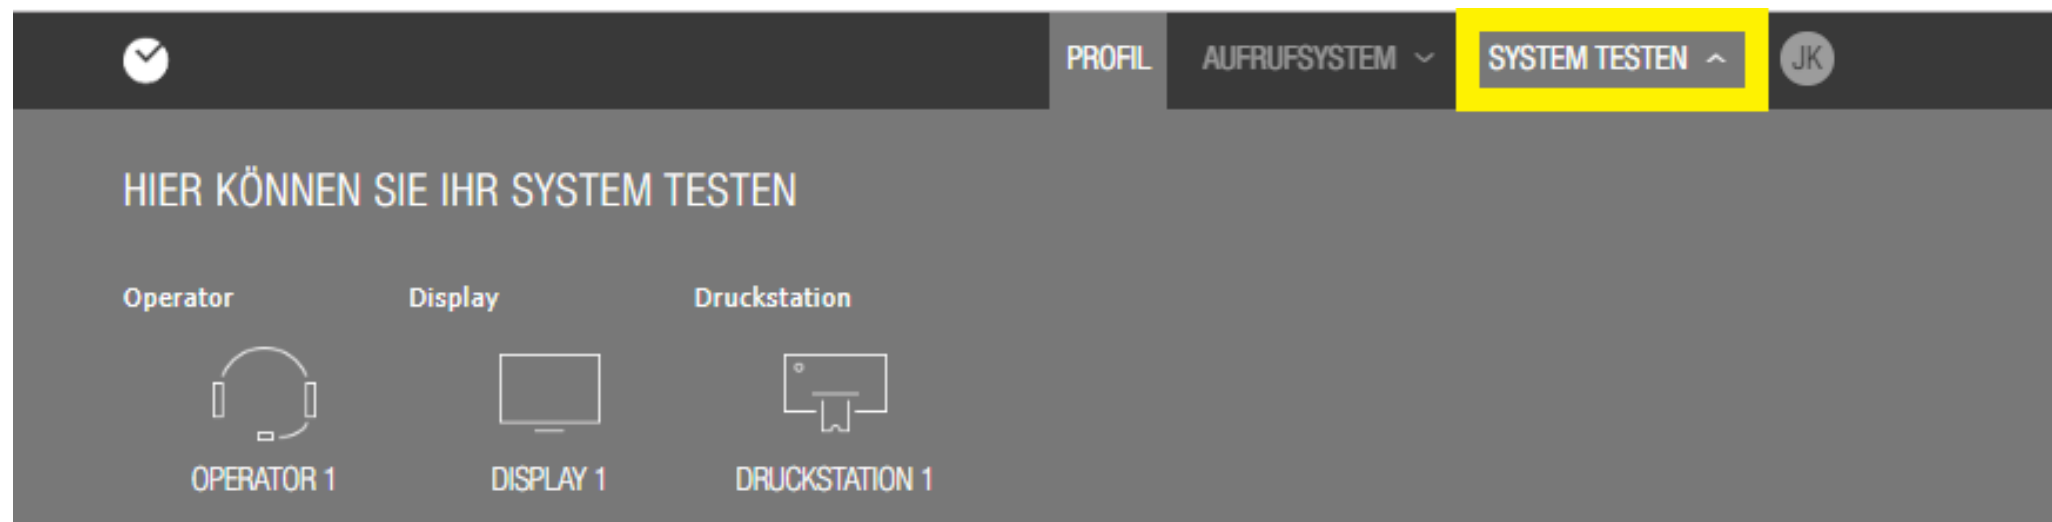 PROFIL AUFRUFSYSTEM SYSTEM TESTEN JK
HIER KÖNNEN SIE IHR SYSTEM TESTEN
Operator Display Druckstation
OPERATOR 1 DISPLAY 1 DRUCKSTATION 1